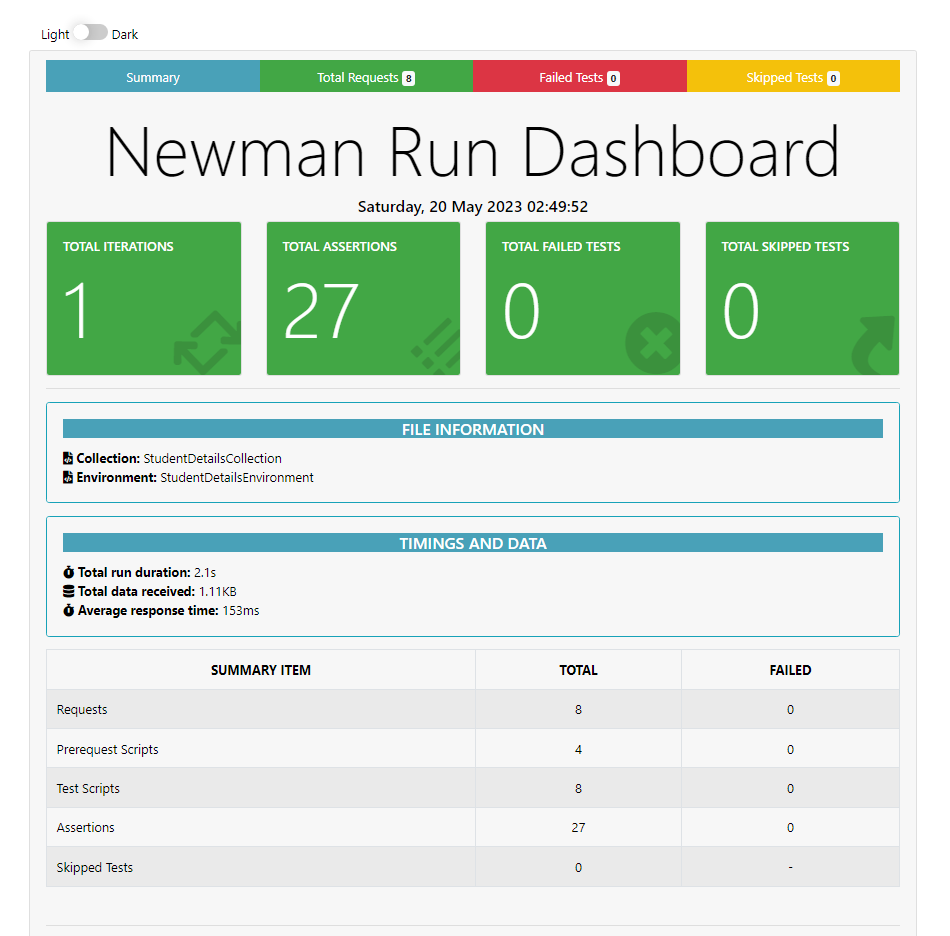 Light Dark
Summary Total Requests 8 Failed Tests 0 Skipped Tests 0
Newman Run Dashboard
Saturday, 20 May 2023 02:49:52
TOTAL ITERATIONS TOTAL ASSERTIONS TOTAL FAILED TESTS TOTAL SKIPPED TESTS
1 27 0 0
FILE INFORMATION
Collection: StudentDetailsCollection
Environment: StudentDetailsEnvironment
TIMINGS AND DATA
Total run duration: 2.1s
Total data received: 1.11KB
Average response time: 153ms
SUMMARY ITEM TOTAL FAILED
Requests 8 0
Prerequest Scripts 4 0
Test Scripts 8 0
Assertions 27 0
Skipped Tests 0 -